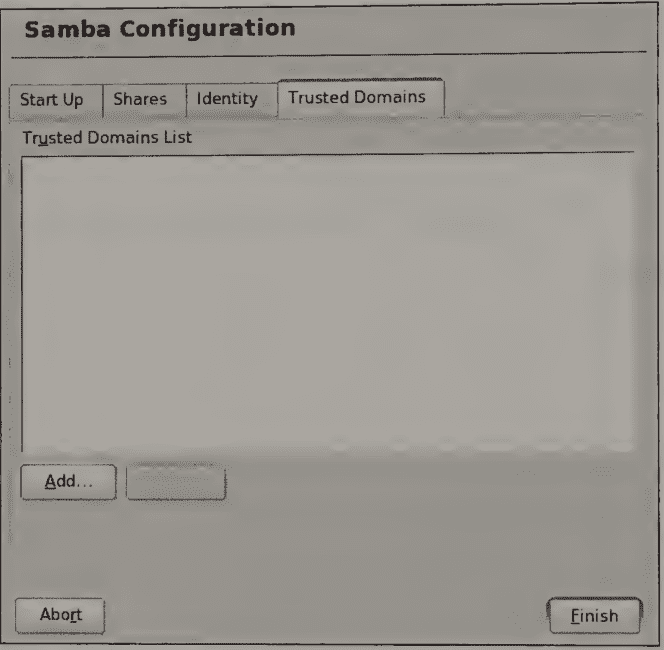 Samba Configuration
Start Up Shares Identity Trusted Domains
Trusted Domains List
Add...
Abort Finish